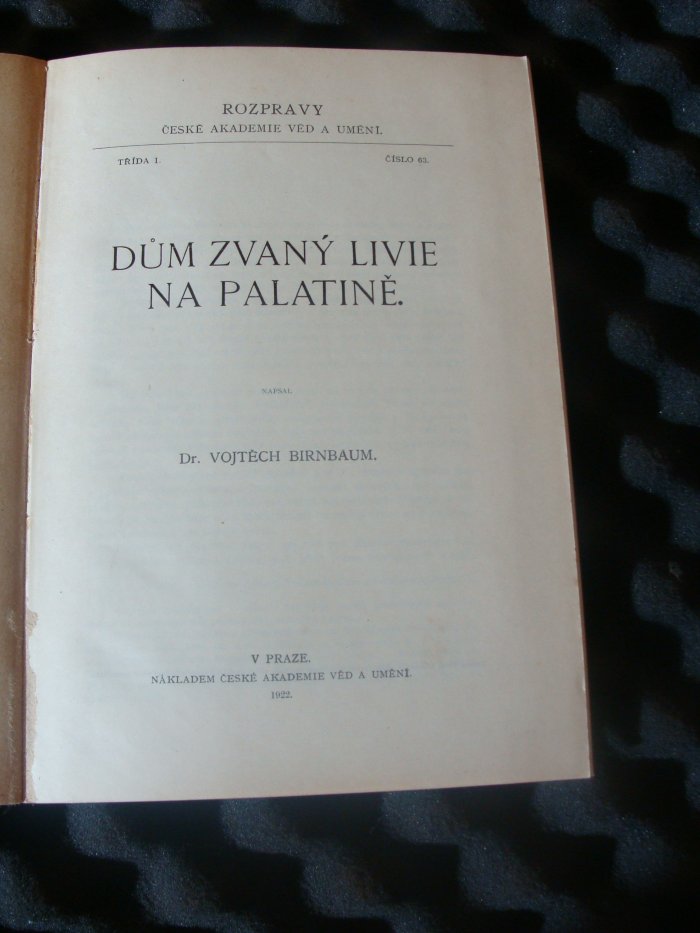 ROZPRAVY
ČESKÉ AKADEMIE VĚD A UMĚNÍ.
TŘÍDA I. ČÍSLO 63.
DŮM ZVANÝ LIVIE
NA PALATINĚ.
NAPSAL
Dr. VOJTĚCH BIRNBAUM.
V PRAZE.
NÁKLADEM ČESKÉ AKADEMIE VĚD A UMĚNÍ.
1922.